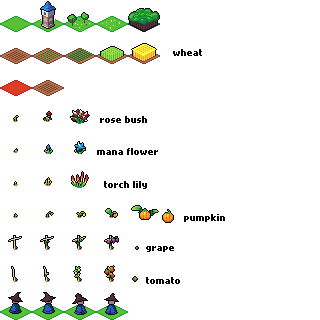 wheat
rose bush
mana flower
torch lily
pumpkin
grape
tomato